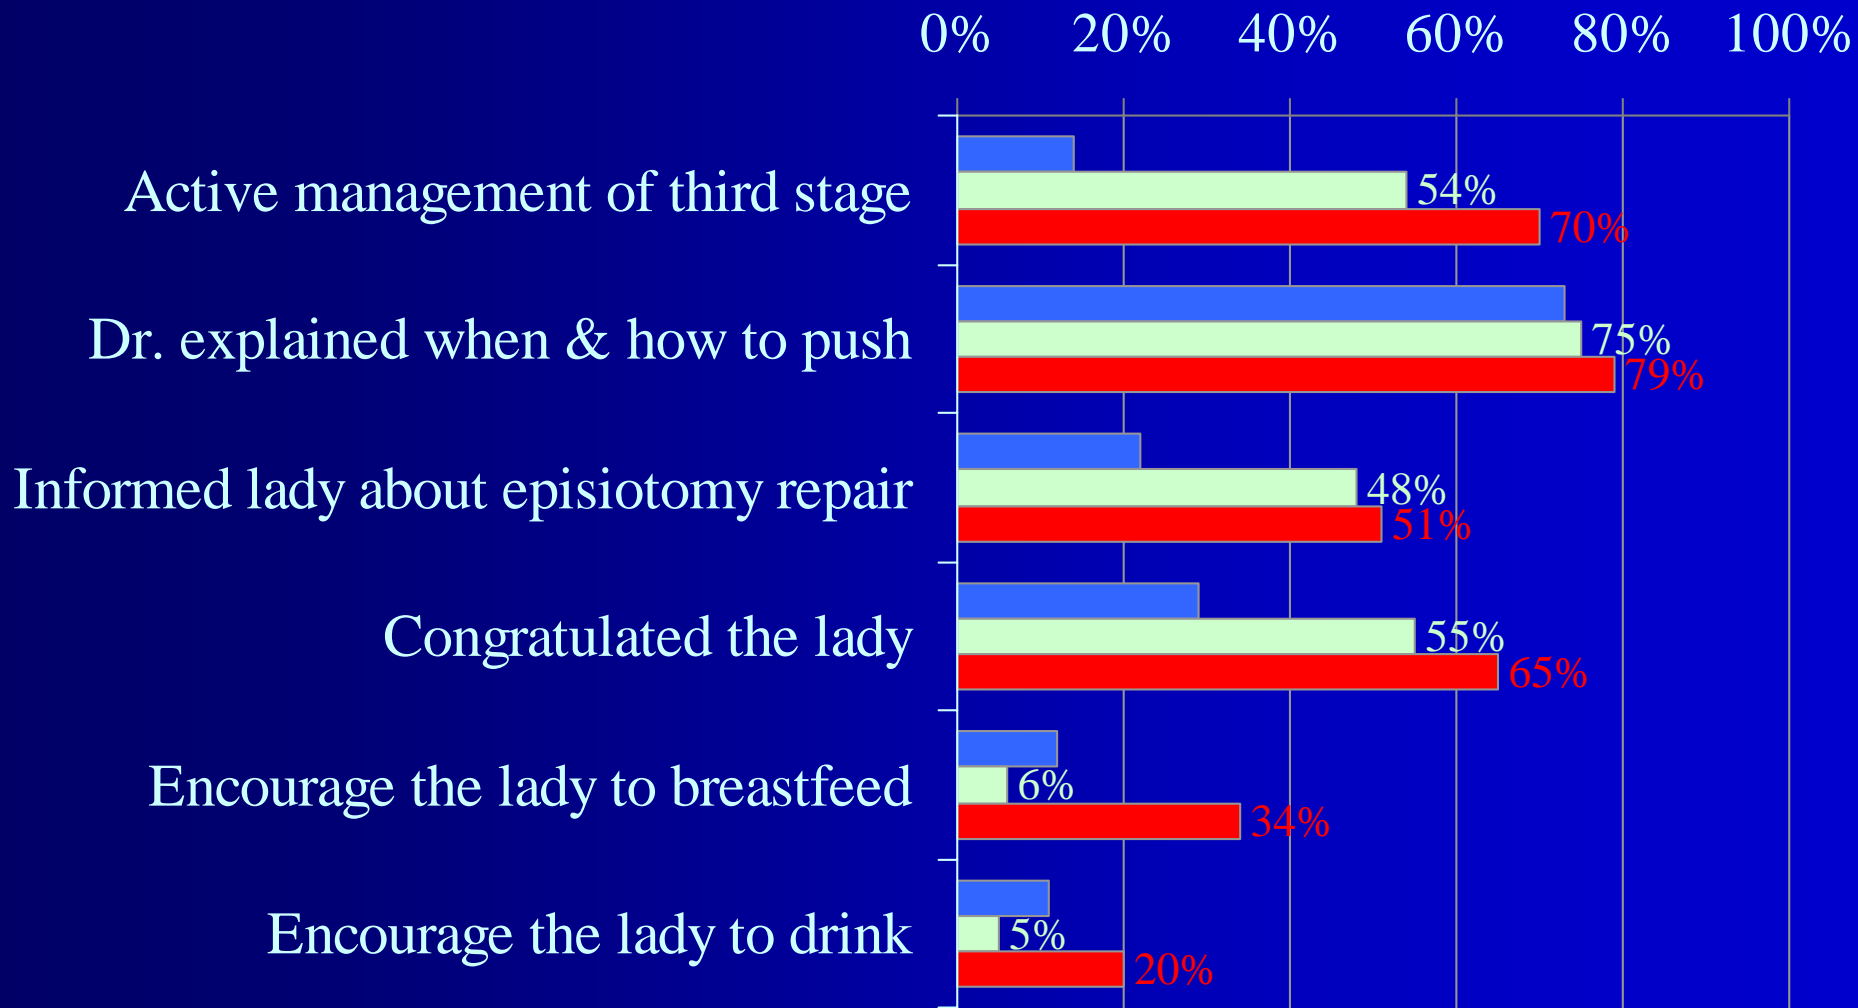 0% 20% 40% 60% 80% 100%
Active management of third stage
54%
70%
Dr. explained when & how to push
75%
79%
Informed lady about episiotomy repair
48%
51%
Congratulated the lady
55%
65%
Encourage the lady to breastfeed
6%
34%
Encourage the lady to drink
5%
20%